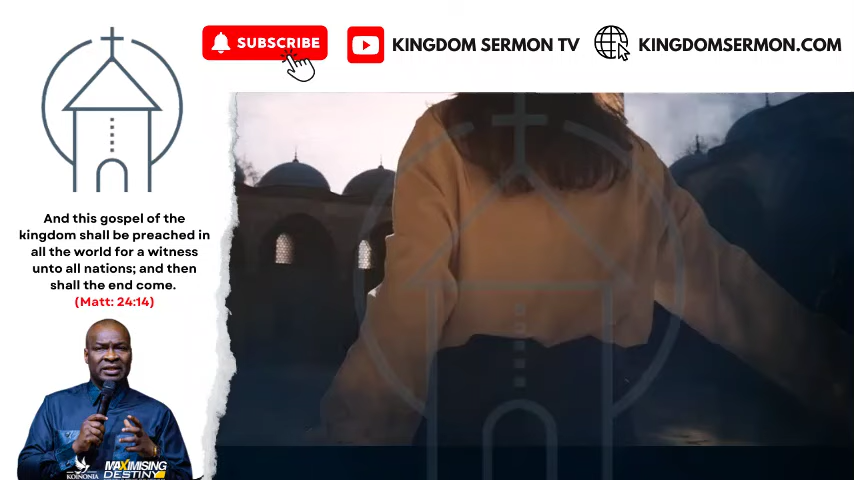 SUBSCRIBE
KINGDOM SERMON TV
KINGDOMSERMON.COM
And this gospel of the
kingdom shall be preached in
all the world for a witness
unto all nations; and then
shall the end come.
(Matt: 24:14)
KOINONIA
MAXIMISING
DESTINY